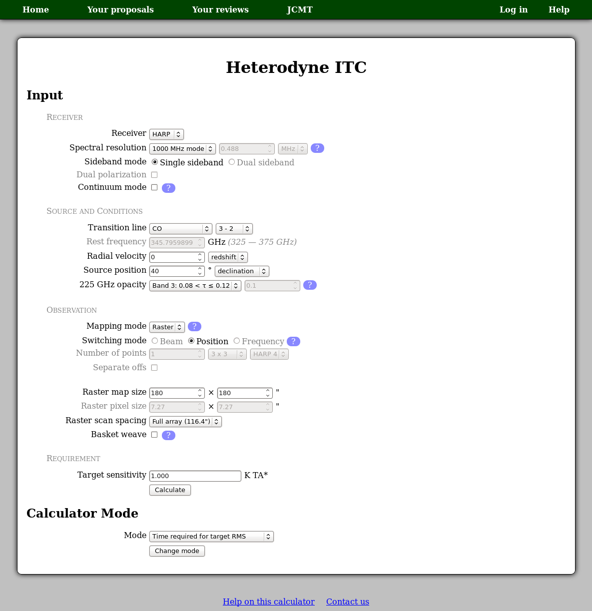 Home Your proposals Your reviews JCMT Log in Help
Heterodyne ITC
Input
RECEIVER
Receiver HARP
Spectral resolution 1000 MHz mode 0.488 MHz ?
Sideband mode Single sideband Dual sideband
Dual polarization
Continuum mode ?
SOURCE AND CONDITIONS
Transition line CO 3 - 2
Rest frequency 345.7959899 GHz (325 — 375 GHz)
Radial velocity 0 redshift
Source position 40 ° declination
225 GHz opacity Band 3: 0.08 < τ ≤ 0.12 0.1 ?
OBSERVATION
Mapping mode Raster ?
Switching mode Beam Position Frequency ?
Number of points 1 3 x 3 HARP 4
Separate offs
Raster map size 180 × 180 "
Raster pixel size 7.27 × 7.27 "
Raster scan spacing Full array (116.4")
Basket weave ?
REQUIREMENT
Target sensitivity 1.000 K TA*
Calculate
Calculator Mode
Mode Time required for target RMS
Change mode
Help on this calculator Contact us